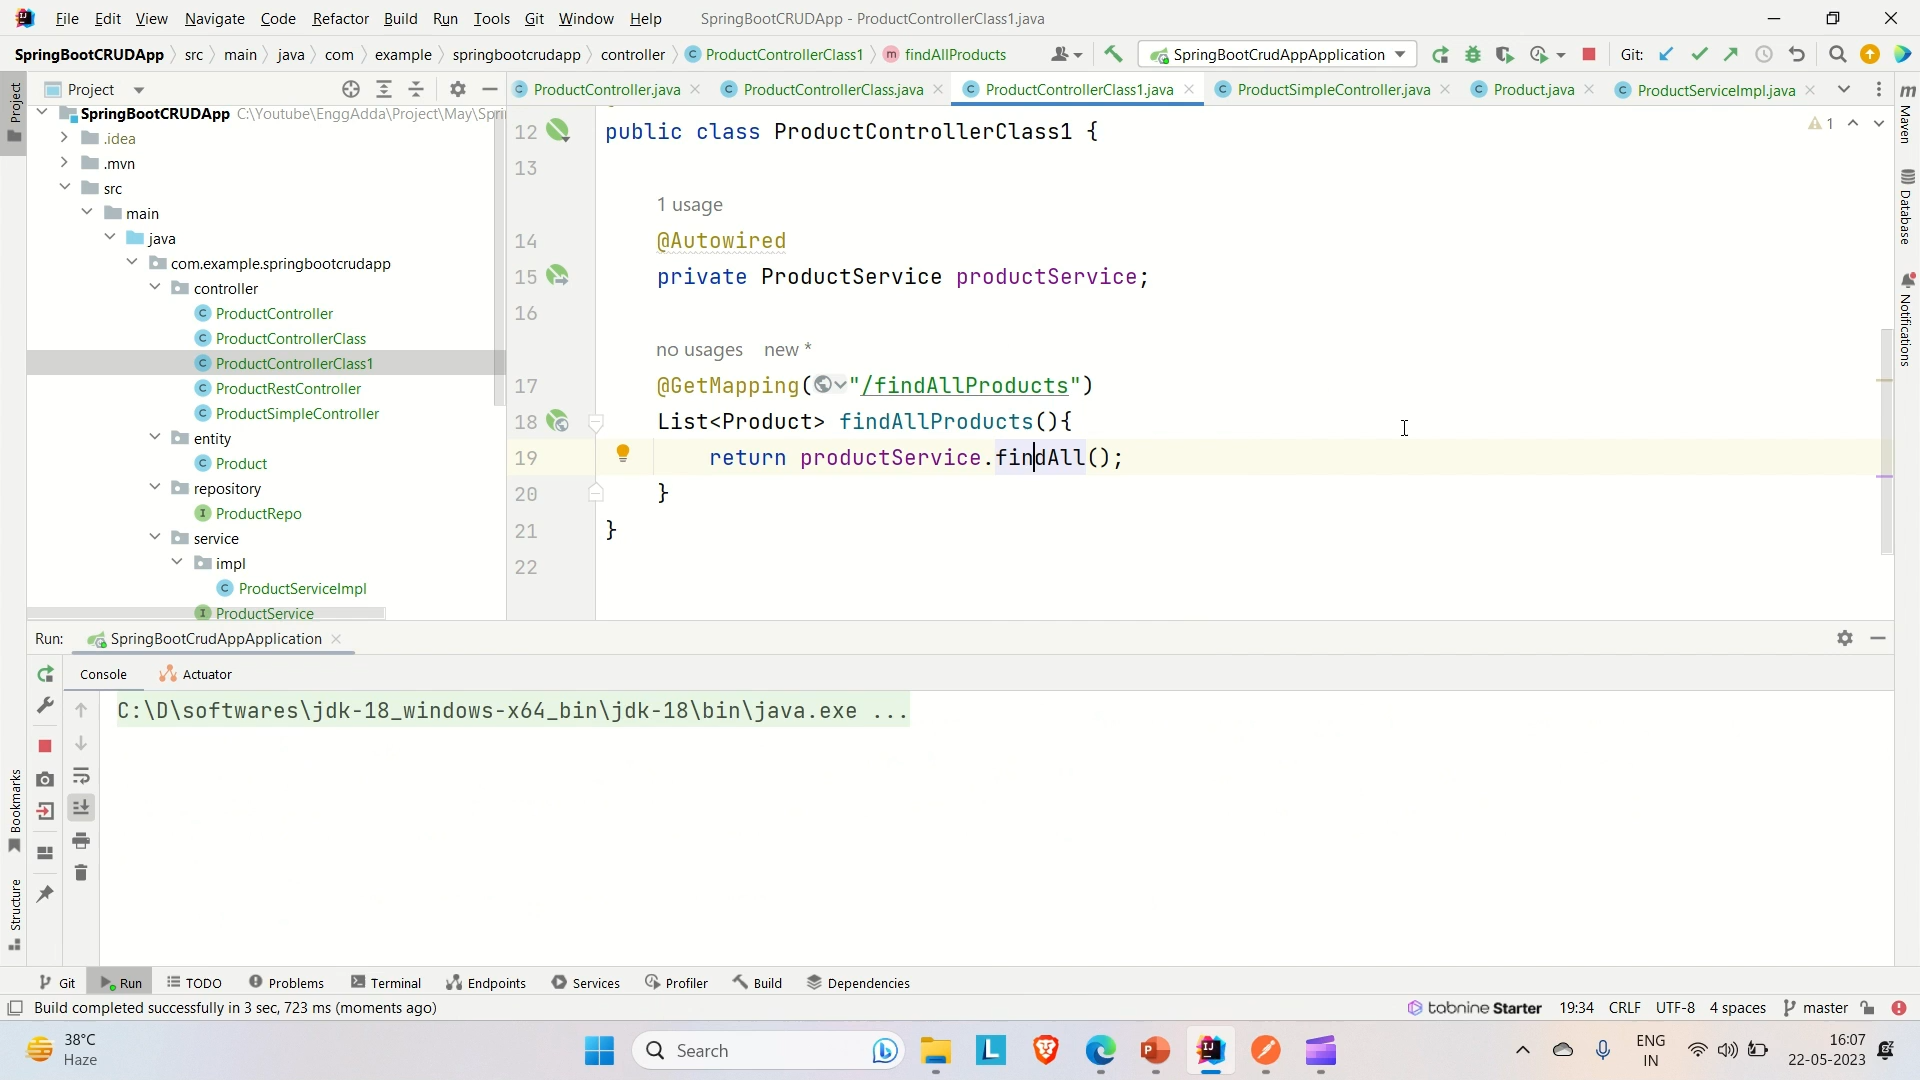 File Edit View Navigate Code Refactor Build Run Tools Git Window Help SpringBootCRUDApp - ProductControllerClass1.java
SpringBootCRUDApp src main java com example springbootcrudapp controller ProductControllerClass1 findAllProducts SpringBootCrudAppApplication Git:
Project ProductController.java ProductControllerClass.java ProductControllerClass1.java ProductSimpleController.java Product.java ProductServiceImpl.java
Project
Maven
Database
Notifications
Bookmarks
Structure
SpringBootCRUDApp C:\Youtube\EnggAdda\Project\May\Spri
.idea
.mvn
src
main
java
com.example.springbootcrudapp
controller
ProductController
ProductControllerClass
ProductControllerClass1
ProductRestController
ProductSimpleController
entity
Product
repository
ProductRepo
service
impl
ProductServiceImpl
ProductService
1
12 public class ProductControllerClass1 {
13
1 usage
14 @Autowired
15 private ProductService productService;
16
no usages new *
17 @GetMapping("/findAllProducts")
18 List<Product> findAllProducts(){
19 return productService.findAll();
20 }
21 }
22
Run: SpringBootCrudAppApplication
Console Actuator
C:\D\softwares\jdk-18_windows-x64_bin\jdk-18\bin\java.exe ...
Git Run TODO Problems Terminal Endpoints Services Profiler Build Dependencies
Build completed successfully in 3 sec, 723 ms (moments ago) tabnine Starter 19:34 CRLF UTF-8 4 spaces master
38°C
Haze
Search
ENG
IN
16:07
22-05-2023